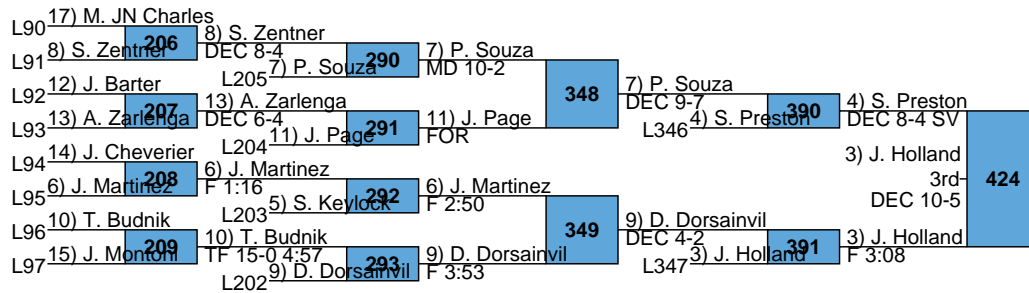 L90 17) M. JN Charles
206
L91 8) S. Zentner
8) S. Zentner
DEC 8-4
290
L205 7) P. Souza
7) P. Souza
MD 10-2
L92 12) J. Barter
207
L93 13) A. Zarlenga
13) A. Zarlenga
DEC 6-4
291
L204 11) J. Page
11) J. Page
FOR
348
7) P. Souza
DEC 9-7
390
L346 4) S. Preston
4) S. Preston
DEC 8-4 SV
L94 14) J. Cheverier
208
L95 6) J. Martinez
6) J. Martinez
F 1:16
292
L203 5) S. Keylock
6) J. Martinez
F 2:50
L96 10) T. Budnik
209
L97 15) J. Montoni
10) T. Budnik
TF 15-0 4:57
293
L202 9) D. Dorsainvil
9) D. Dorsainvil
F 3:53
349
9) D. Dorsainvil
DEC 4-2
391
L347 3) J. Holland
3) J. Holland
F 3:08
424
3) J. Holland
3rd
DEC 10-5